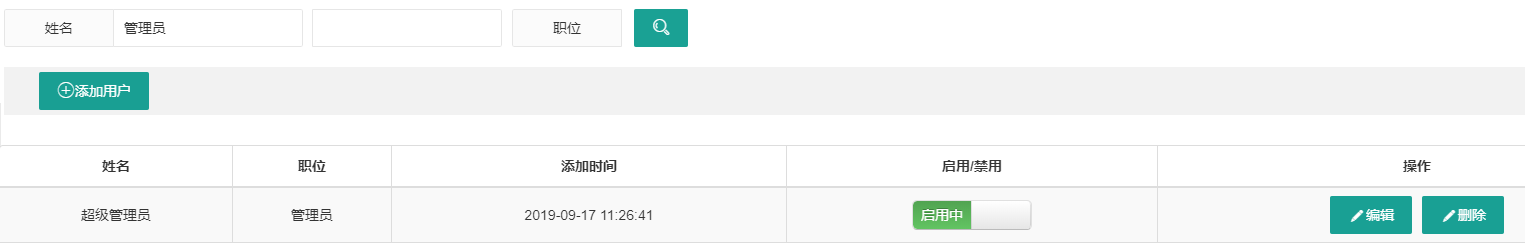 姓名 管理员 职位
添加用户
姓名 职位 添加时间 启用/禁用 操作
超级管理员 管理员 2019-09-17 11:26:41 启用中 编辑 删除